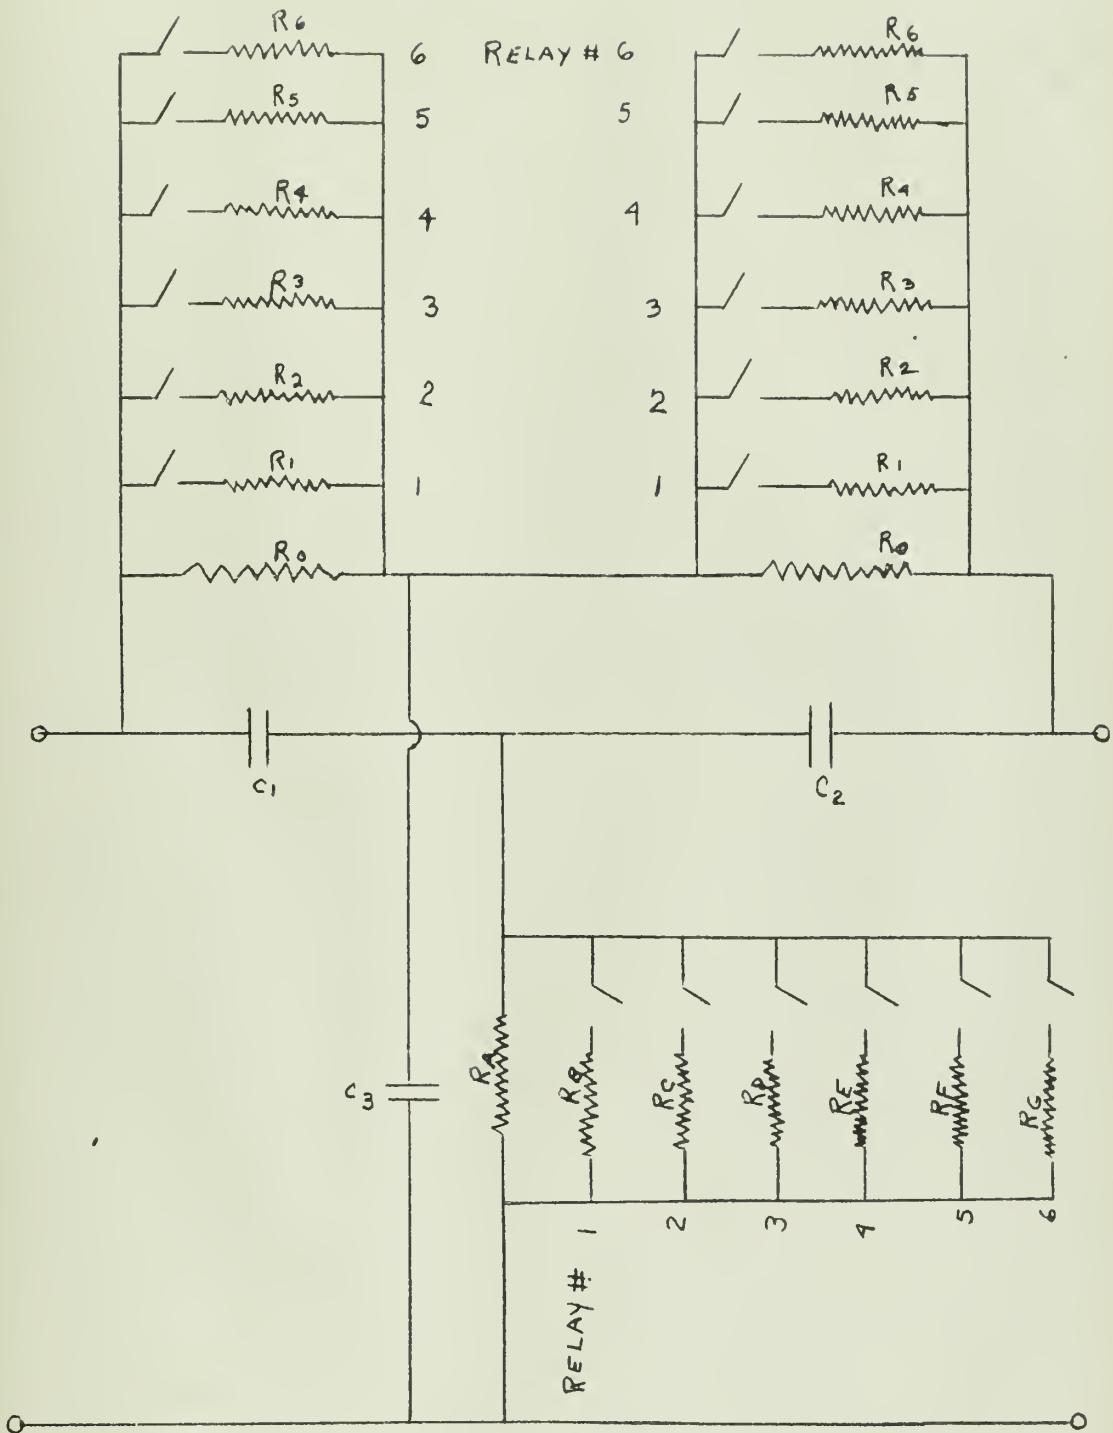 R6 6 RELAY # 6 R6
R5 5 5 R5
R4 4 4 R4
R3 3 3 R3
R2 2 2 R2
R1 1 1 R1
R0 R0
C1 C2
C3 RA RB RC RD RE RF RG
RELAY # 1 2 3 4 5 6